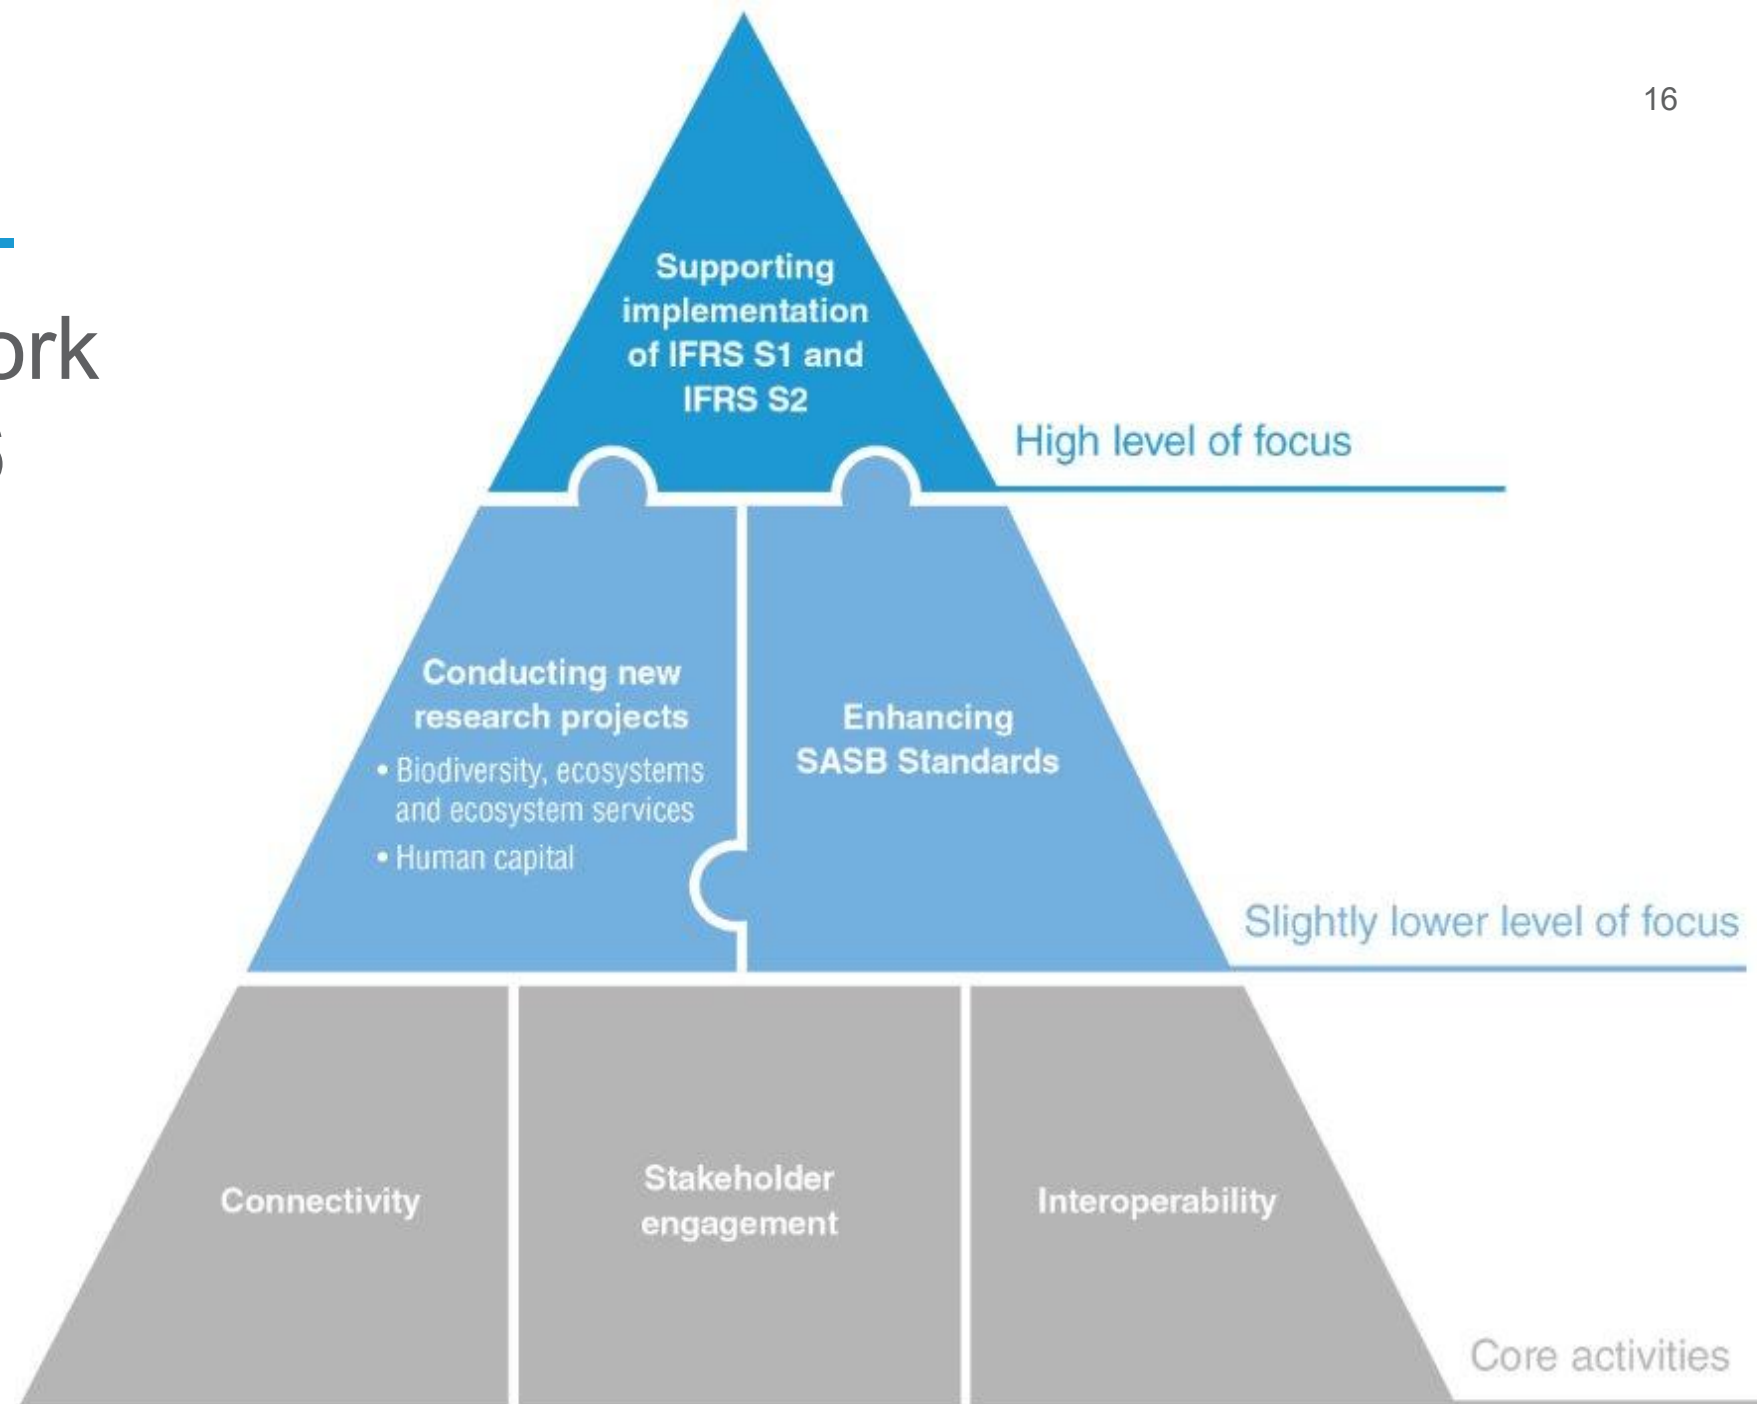 16
Supporting
implementation
of IFRS S1 and
IFRS S2
High level of focus
Conducting new
research projects
• Biodiversity, ecosystems
and ecosystem services
• Human capital
Enhancing
SASB Standards
Slightly lower level of focus
Connectivity
Stakeholder
engagement
Interoperability
Core activities